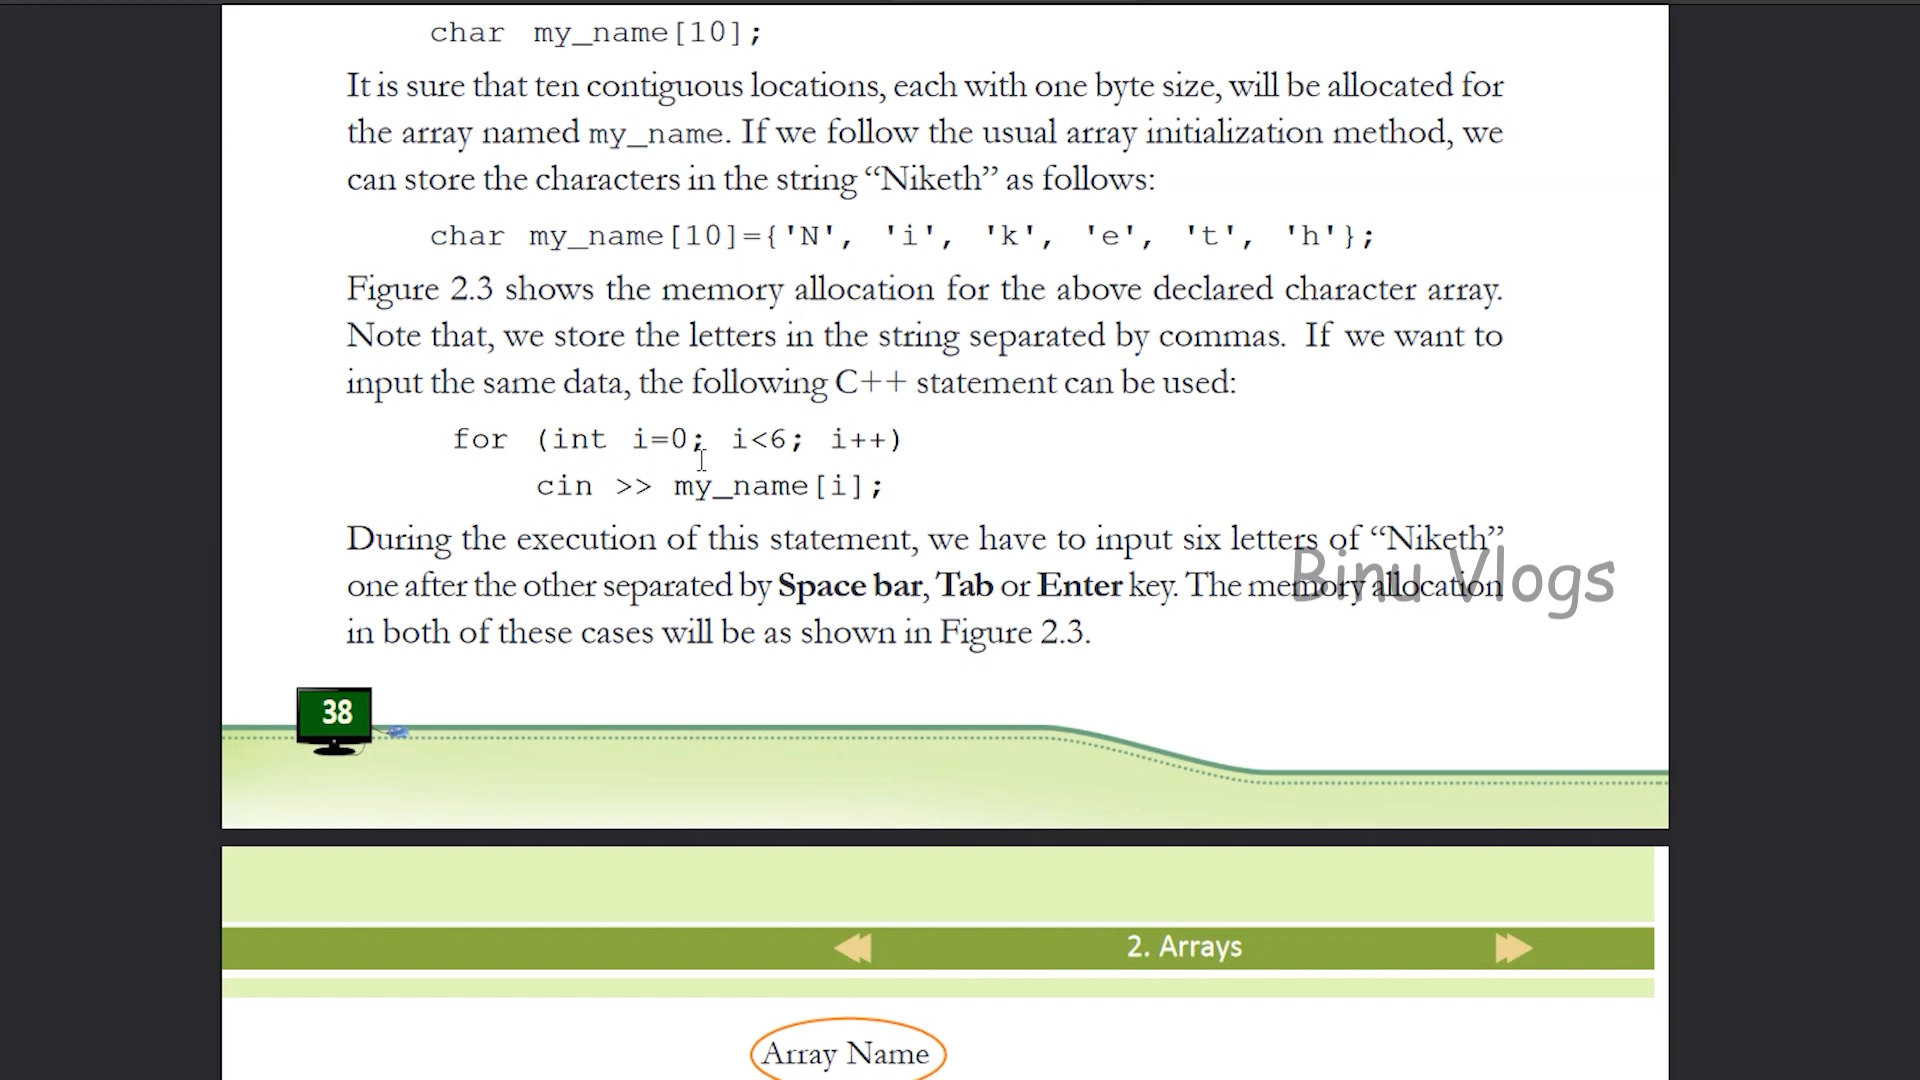 char my_name[10];
It is sure that ten contiguous locations, each with one byte size, will be allocated for
the array named my_name. If we follow the usual array initialization method, we
can store the characters in the string “Niketh” as follows:
char my_name[10]={'N', 'i', 'k', 'e', 't', 'h'};
Figure 2.3 shows the memory allocation for the above declared character array.
Note that, we store the letters in the string separated by commas. If we want to
input the same data, the following C++ statement can be used:
for (int i=0; i<6; i++)
cin >> my_name[i];
During the execution of this statement, we have to input six letters of “Niketh”
one after the other separated by Space bar, Tab or Enter key. The memory allocation
in both of these cases will be as shown in Figure 2.3.
Binu Vlogs
38
2. Arrays
Array Name